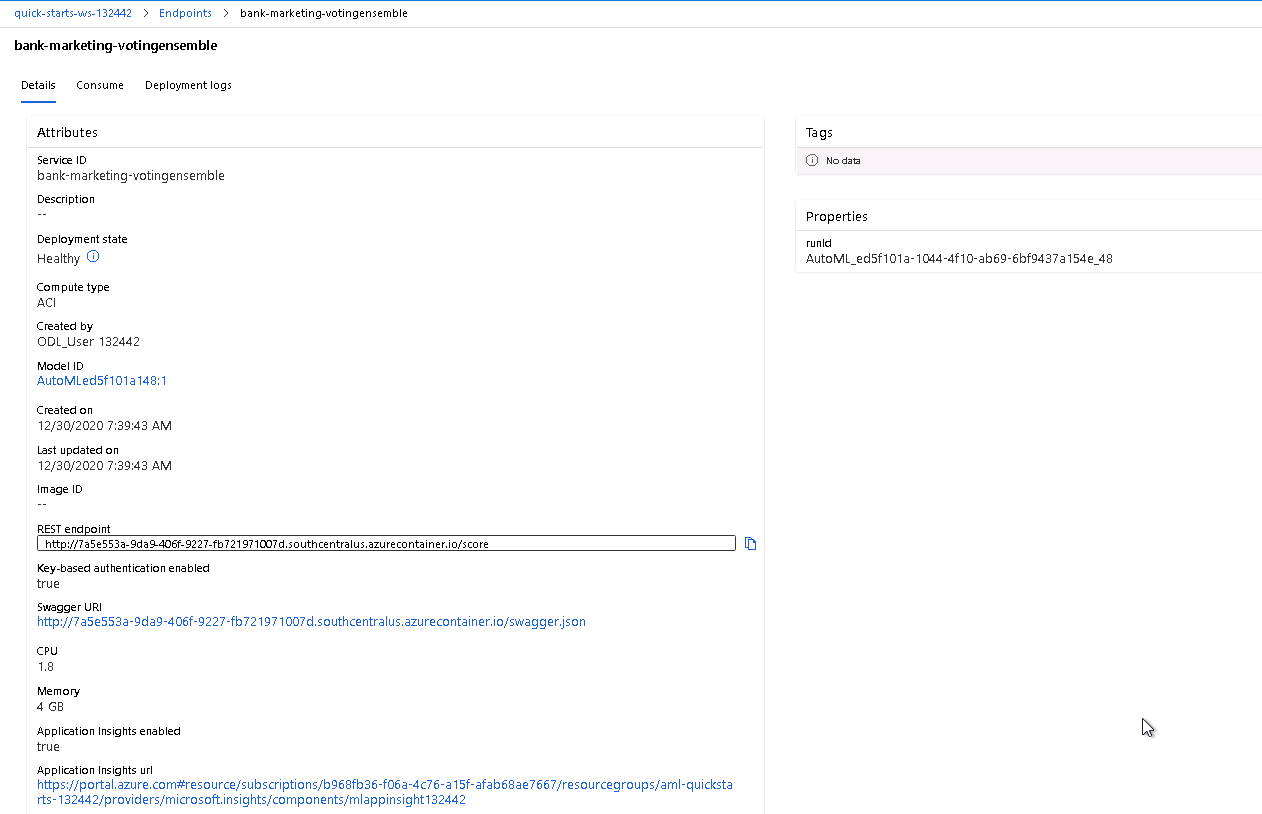 quick-starts-ws-132442 > Endpoints > bank-marketing-votingensemble
bank-marketing-votingensemble
Details Consume Deployment logs
Attributes
Service ID
bank-marketing-votingensemble
Description
--
Deployment state
Healthy
Compute type
ACI
Created by
ODL_User 132442
Model ID
AutoMLed5f101a148:1
Created on
12/30/2020 7:39:43 AM
Last updated on
12/30/2020 7:39:43 AM
Image ID
--
REST endpoint
http://7a5e553a-9da9-406f-9227-fb721971007d.southcentralus.azurecontainer.io/score
Key-based authentication enabled
true
Swagger URI
http://7a5e553a-9da9-406f-9227-fb721971007d.southcentralus.azurecontainer.io/swagger.json
CPU
1.8
Memory
4 GB
Application Insights enabled
true
Application Insights url
https://portal.azure.com#resource/subscriptions/b968fb36-f06a-4c76-a15f-afab68ae7667/resourcegroups/aml-quicksta
rts-132442/providers/microsoft.insights/components/mlappinsight132442
Tags
No data
Properties
runId
AutoML_ed5f101a-1044-4f10-ab69-6bf9437a154e_48